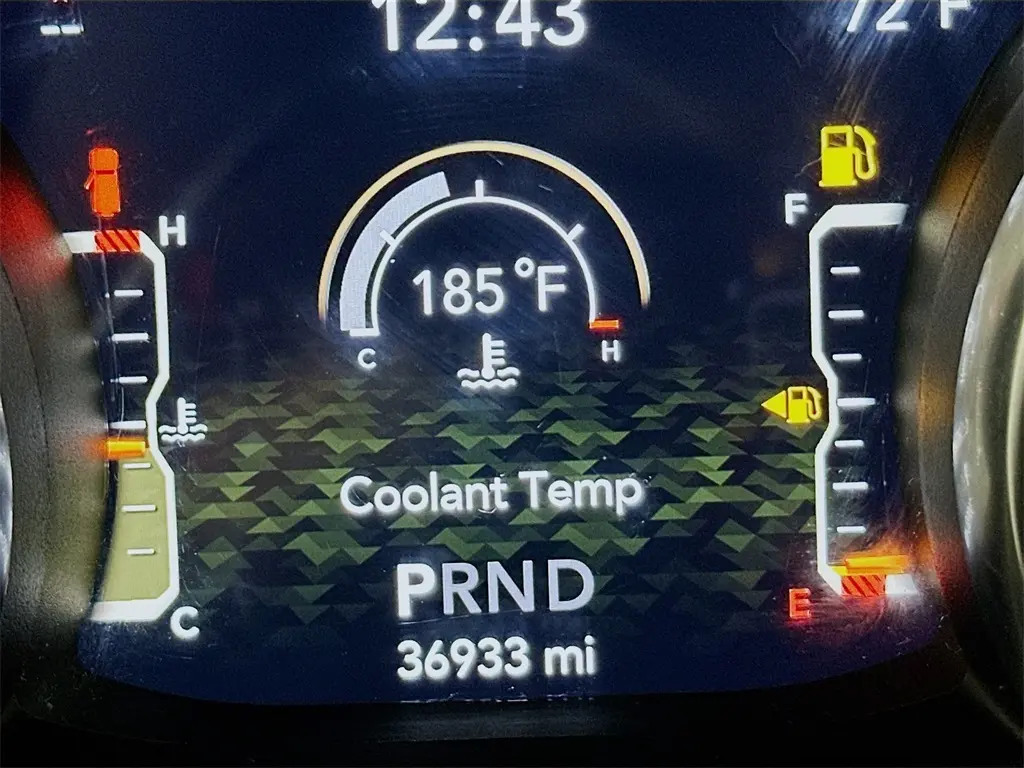 12:43
72 F
H
F
185°F
C
H
Coolant Temp
PRND
E
C
36933 mi